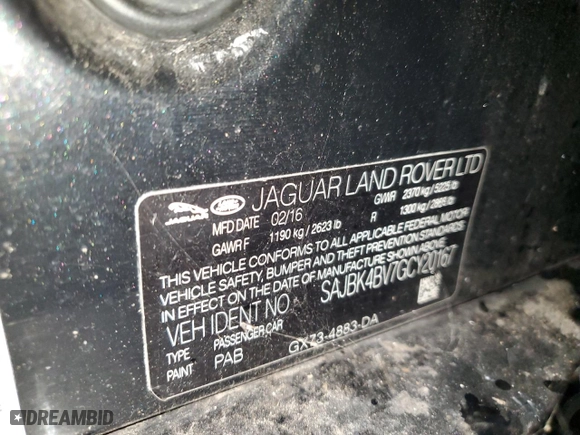 JAGUAR LAND ROVER LTD
MFD DATE 02/16 GVWR 2370 kg / 5225 lb
GAWR F 1190 kg / 2623 lb R 1300 kg / 2865 lb
THIS VEHICLE CONFORMS TO ALL APPLICABLE FEDERAL MOTOR
VEHICLE SAFETY, BUMPER AND THEFT PREVENTION STANDARDS
IN EFFECT ON THE DATE OF MANUFACTURE SHOWN ABOVE.
VEH IDENT NO SAJBK4BV7GCY20167
TYPE PASSENGER CAR
PAINT PAB GX73-4883-DA
DREAMBID